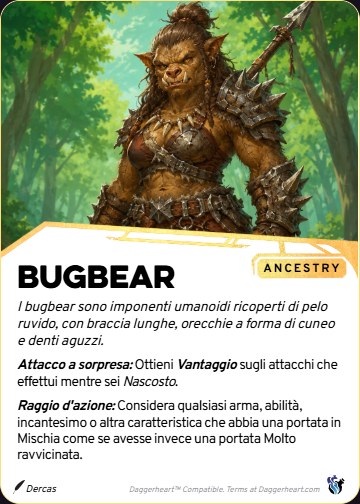 ANCESTRY
BUGBEAR
I bugbear sono imponenti umanoidi ricoperti di pelo
ruvido, con braccia lunghe, orecchie a forma di cuneo
e denti aguzzi.
Attacco a sorpresa: Ottieni Vantaggio sugli attacchi che
effettui mentre sei Nascosto.
Raggio d'azione: Considera qualsiasi arma, abilità,
incantesimo o altra caratteristica che abbia una portata in
Mischia come se avesse invece una portata Molto
ravvicinata.
Dercas
Daggerheart™ Compatible. Terms at Daggerheart.com